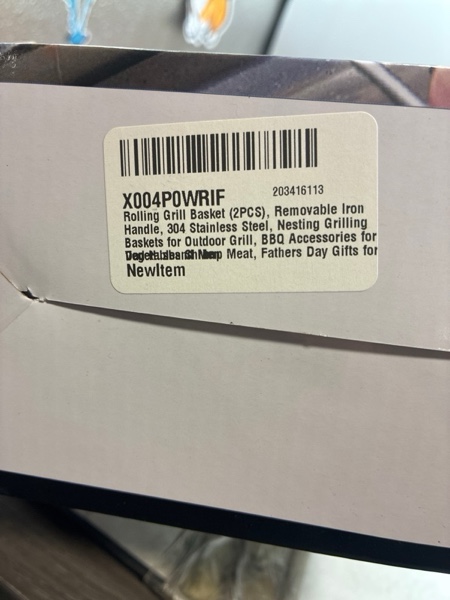 X004P0WRIF 203416113
Rolling Grill Basket (2PCS), Removable Iron
Handle, 304 Stainless Steel, Nesting Grilling
Baskets for Outdoor Grill, BBQ Accessories for
Meat, Fathers Day Gifts for
NewItem